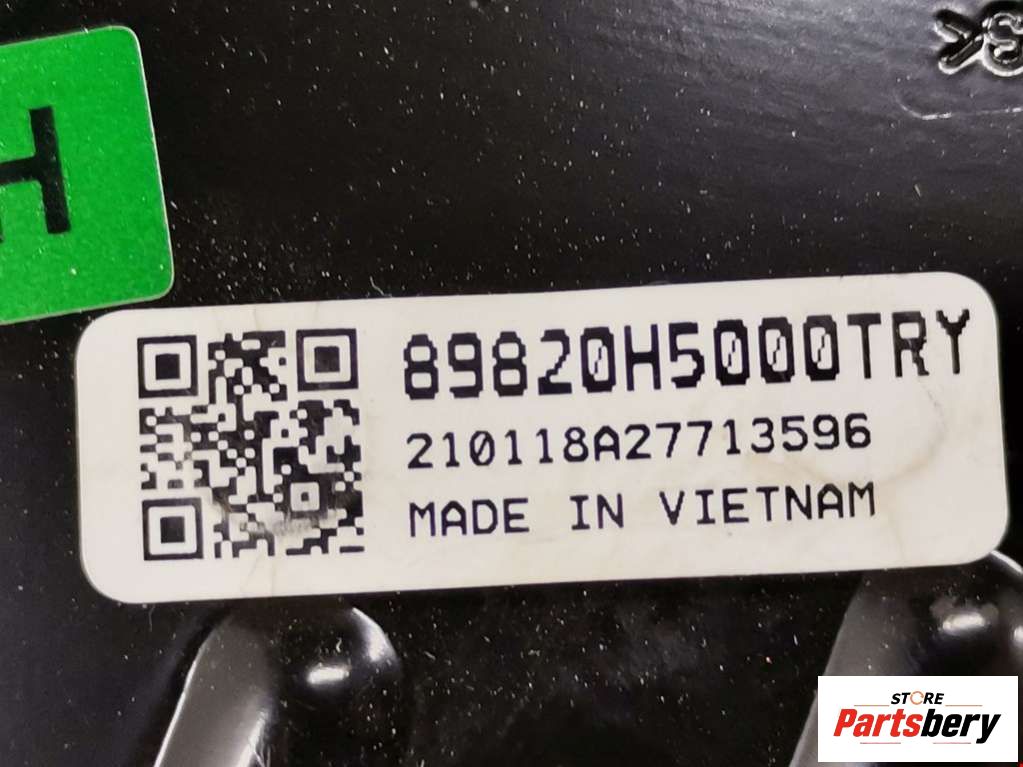 H
89820H5000TRY
210118A27713596
MADE IN VIETNAM
STORE
Partsbery